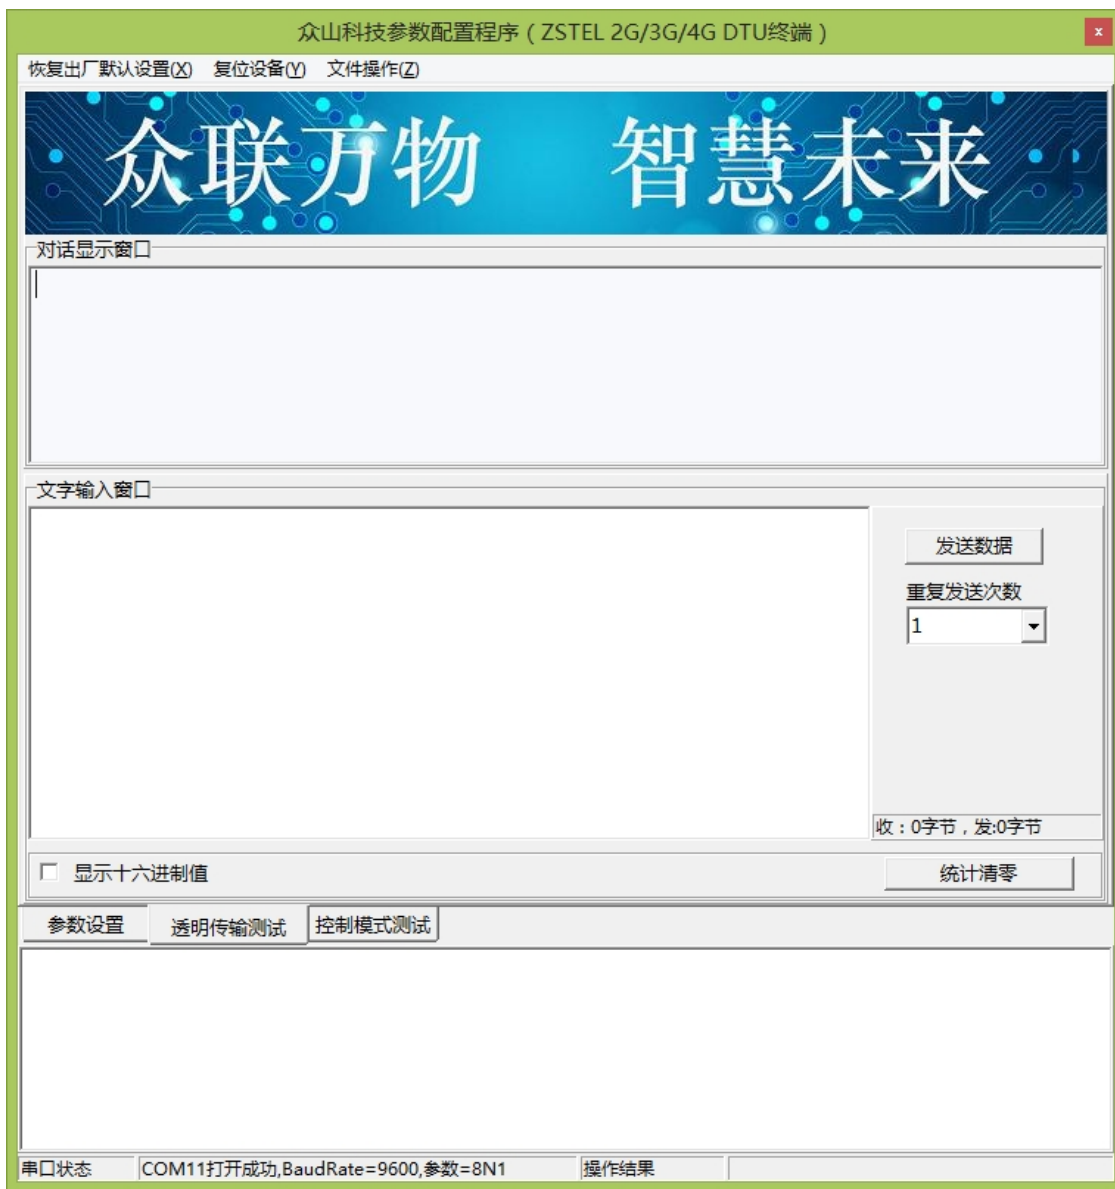 众山科技参数配置程序（ZSTEL 2G/3G/4G DTU终端）
x
恢复出厂默认设置(X) 复位设备(Y) 文件操作(Z)
众联万物 智慧未来
对话显示窗口
文字输入窗口
发送数据
重复发送次数
1
收：0字节，发:0字节
显示十六进制值
统计清零
参数设置 透明传输测试 控制模式测试
串口状态 COM11打开成功,BaudRate=9600,参数=8N1 操作结果